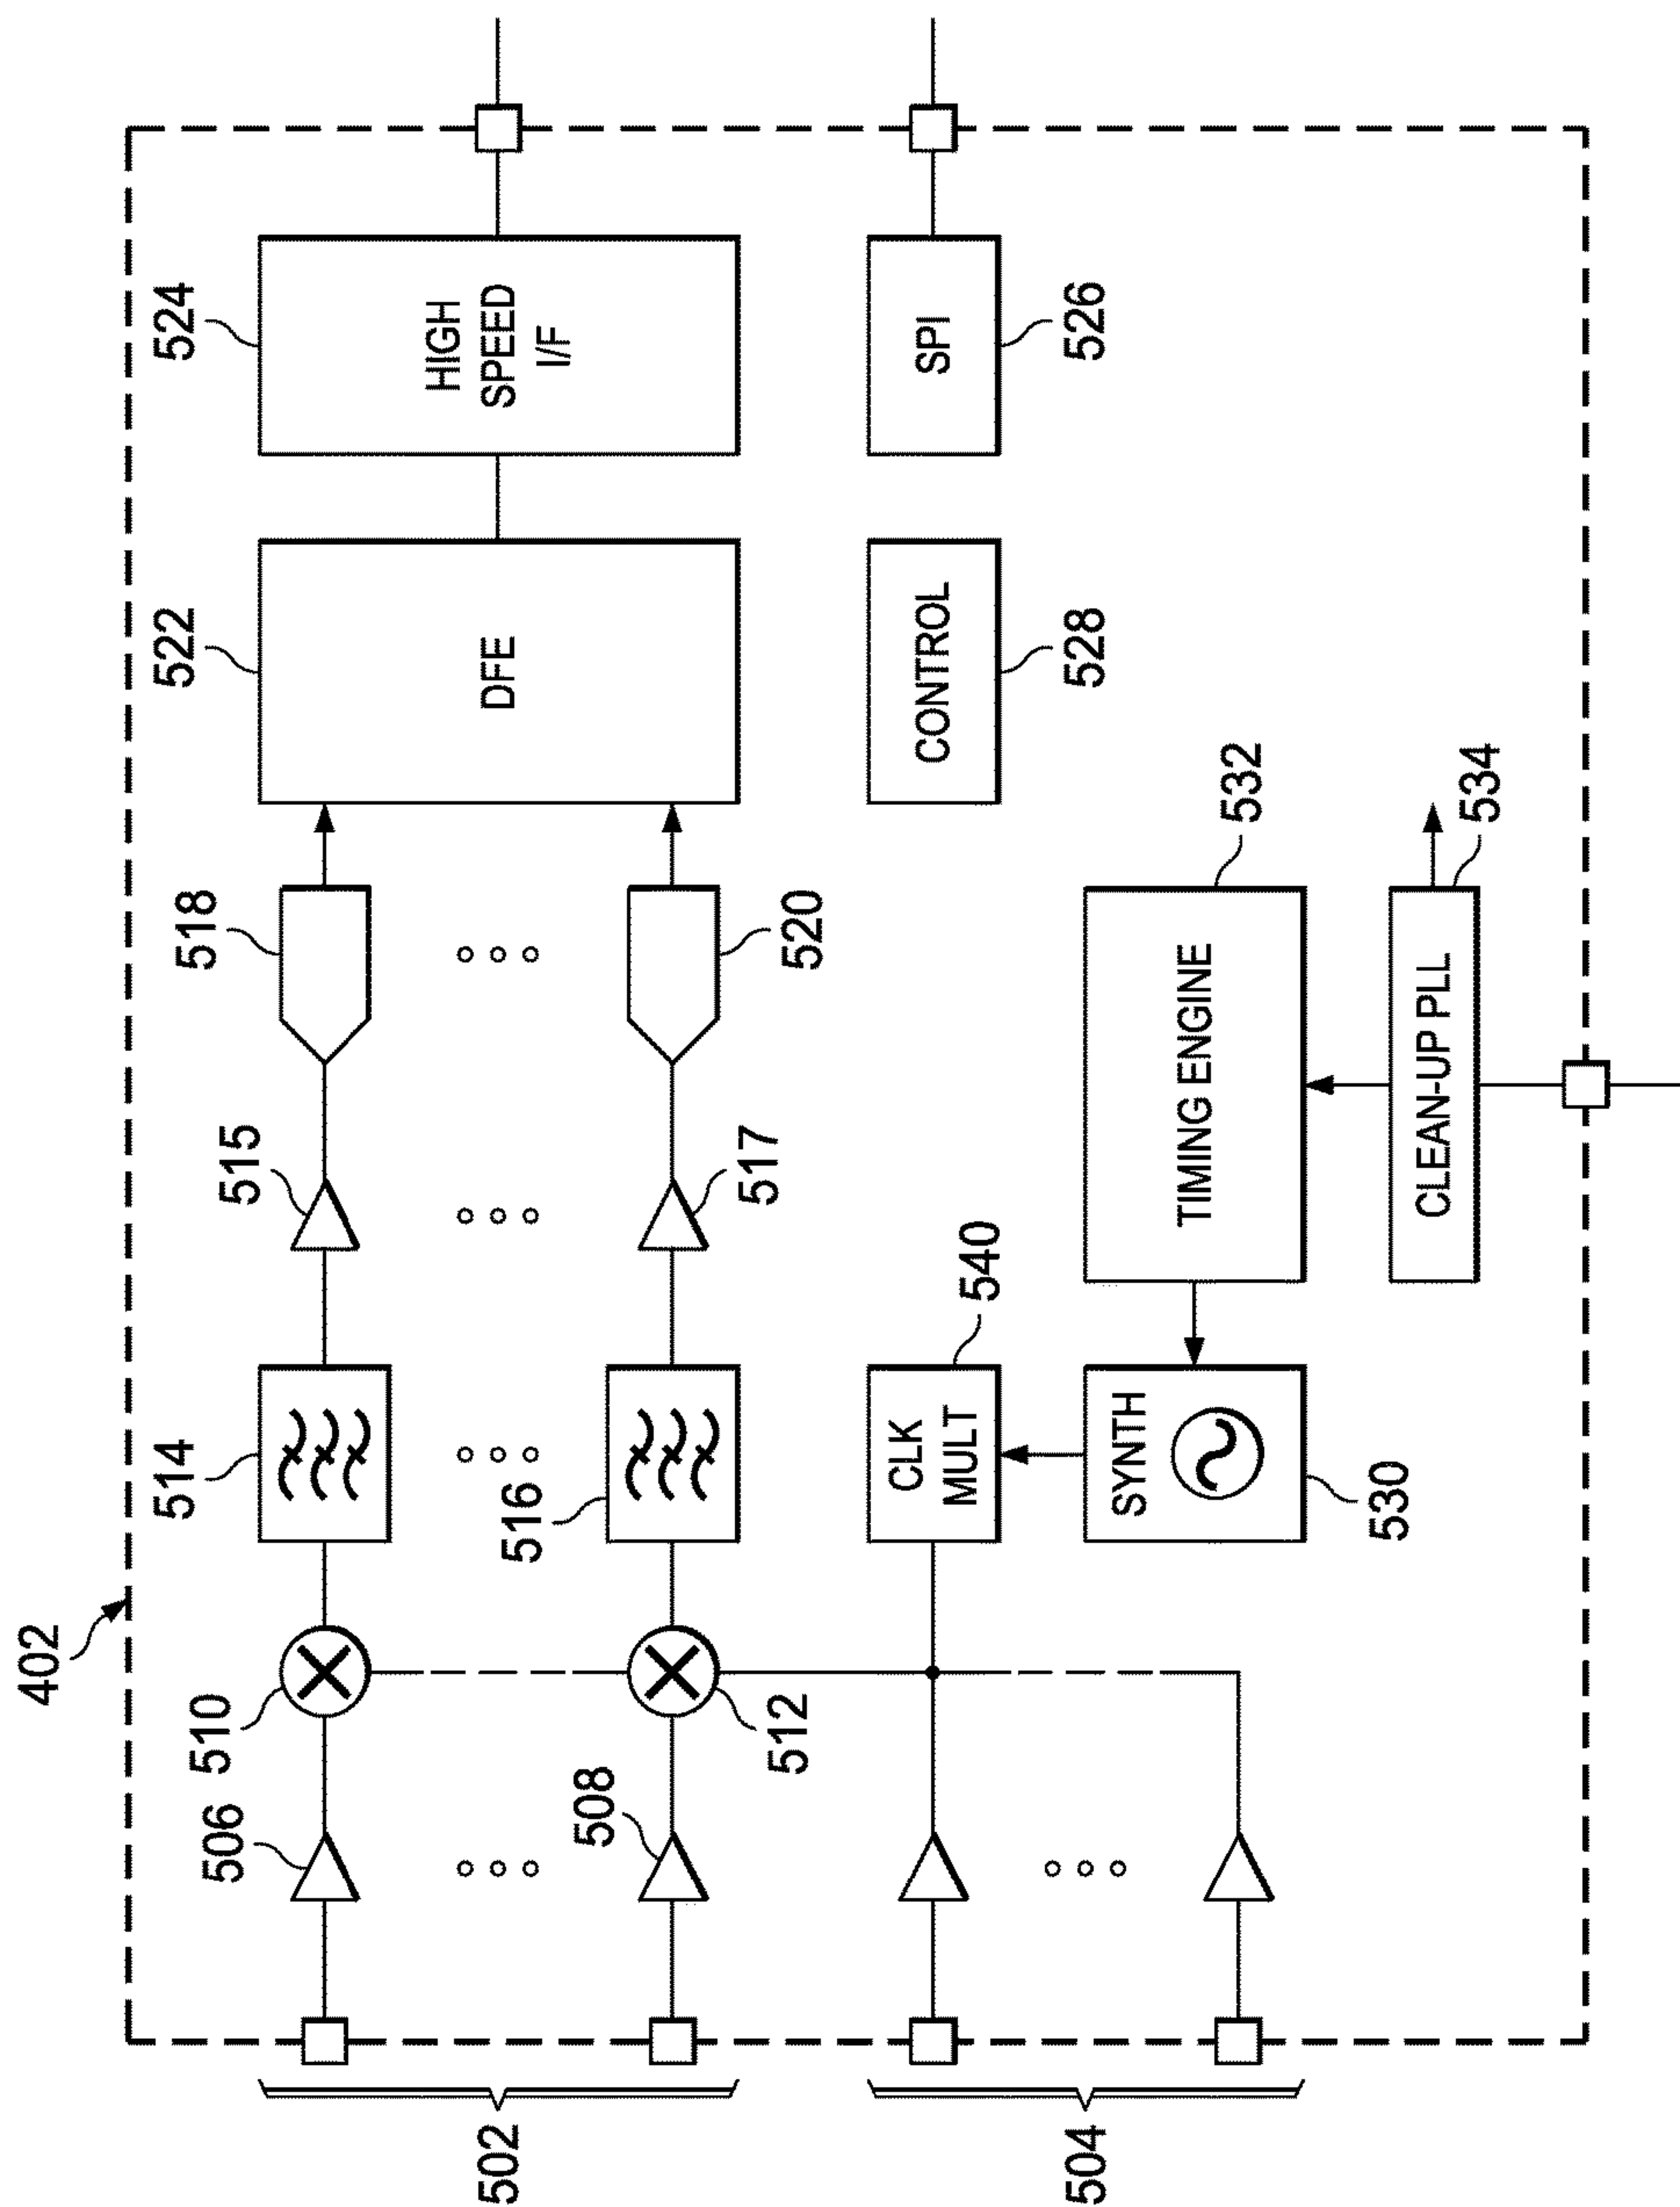 402
502
504
506
508
510
512
514
516
515
517
518
520
522
DFE
524
HIGH
SPEED
I/F
SPI
526
CONTROL
528
CLK
MULT
540
SYNTH
530
TIMING ENGINE
532
CLEAN-UP PLL
534